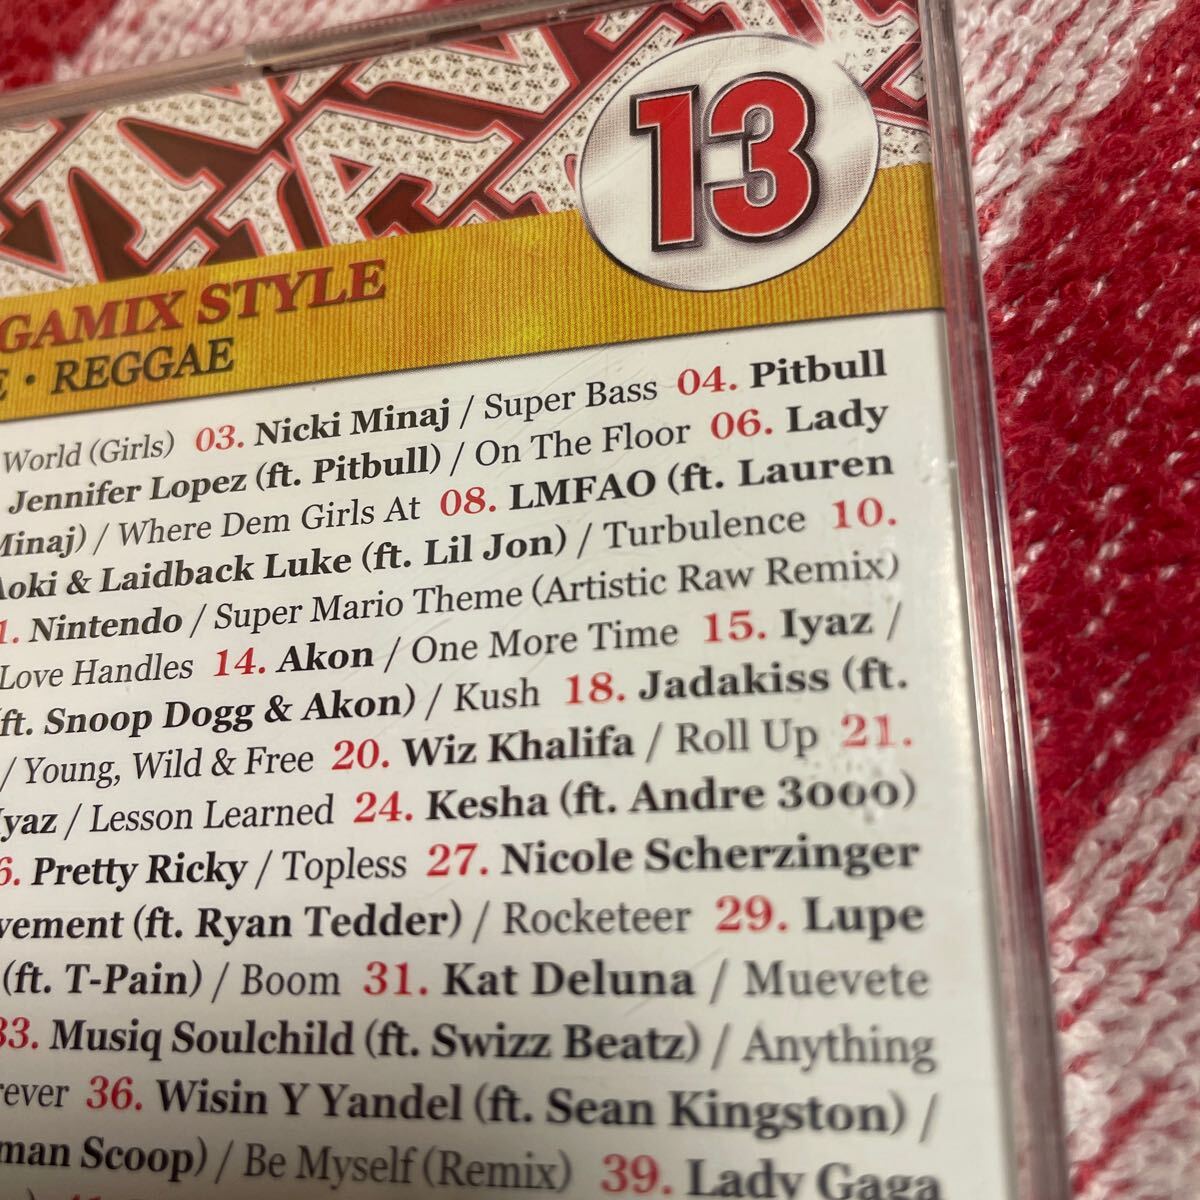 13
GAMIX STYLE
E • REGGAE
World (Girls) 03. Nicki Minaj / Super Bass 04. Pitbull
Jennifer Lopez (ft. Pitbull) / On The Floor 06. Lady
Minaj) / Where Dem Girls At 08. LMFAO (ft. Lauren
Aoki & Laidback Luke (ft. Lil Jon) / Turbulence 10.
1. Nintendo / Super Mario Theme (Artistic Raw Remix)
Love Handles 14. Akon / One More Time 15. Iyaz /
(ft. Snoop Dogg & Akon) / Kush 18. Jadakiss (ft.
/ Young, Wild & Free 20. Wiz Khalifa / Roll Up 21.
Iyaz / Lesson Learned 24. Kesha (ft. Andre 3000)
6. Pretty Ricky / Topless 27. Nicole Scherzinger
vement (ft. Ryan Tedder) / Rocketeer 29. Lupe
(ft. T-Pain) / Boom 31. Kat Deluna / Muevete
33. Musiq Soulchild (ft. Swizz Beatz) / Anything
rever 36. Wisin Y Yandel (ft. Sean Kingston) /
man Scoop) / Be Myself (Remix) 39. Lady Gaga